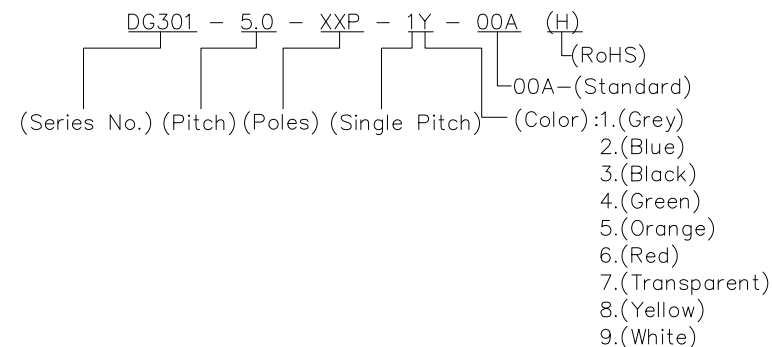 DG301 - 5.0 - XXP - 1Y - 00A (H)
(RoHS)
00A-(Standard)
(Series No.) (Pitch) (Poles) (Single Pitch) (Color) :1.(Grey)
2.(Blue)
3.(Black)
4.(Green)
5.(Orange)
6.(Red)
7.(Transparent)
8.(Yellow)
9.(White)